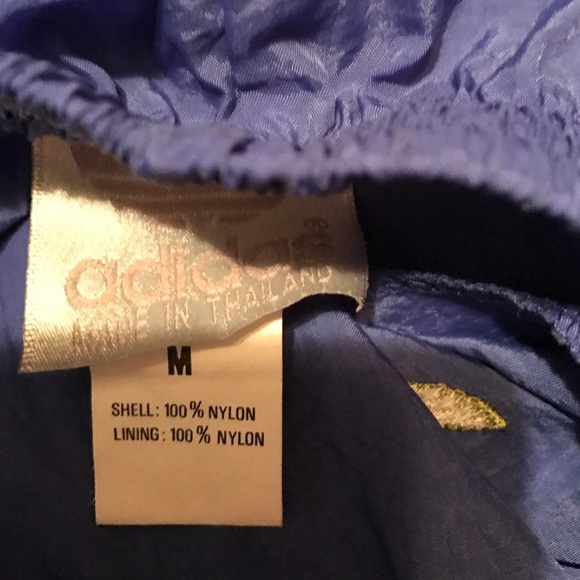 adidas®
MADE IN THAILAND
M
SHELL: 100% NYLON
LINING: 100% NYLON